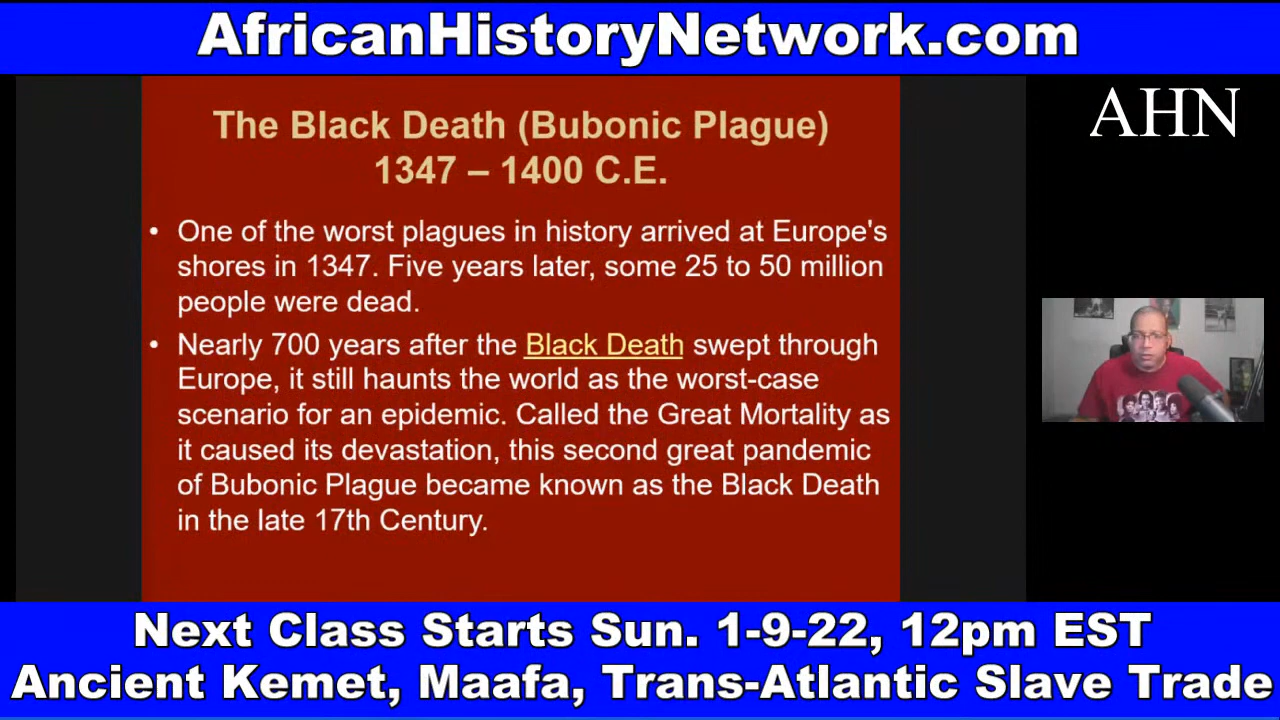 AfricanHistoryNetwork.com
AHN
The Black Death (Bubonic Plague)
1347 – 1400 C.E.
• One of the worst plagues in history arrived at Europe's
shores in 1347. Five years later, some 25 to 50 million
people were dead.
• Nearly 700 years after the Black Death swept through
Europe, it still haunts the world as the worst-case
scenario for an epidemic. Called the Great Mortality as
it caused its devastation, this second great pandemic
of Bubonic Plague became known as the Black Death
in the late 17th Century.
Next Class Starts Sun. 1-9-22, 12pm EST
Ancient Kemet, Maafa, Trans-Atlantic Slave Trade